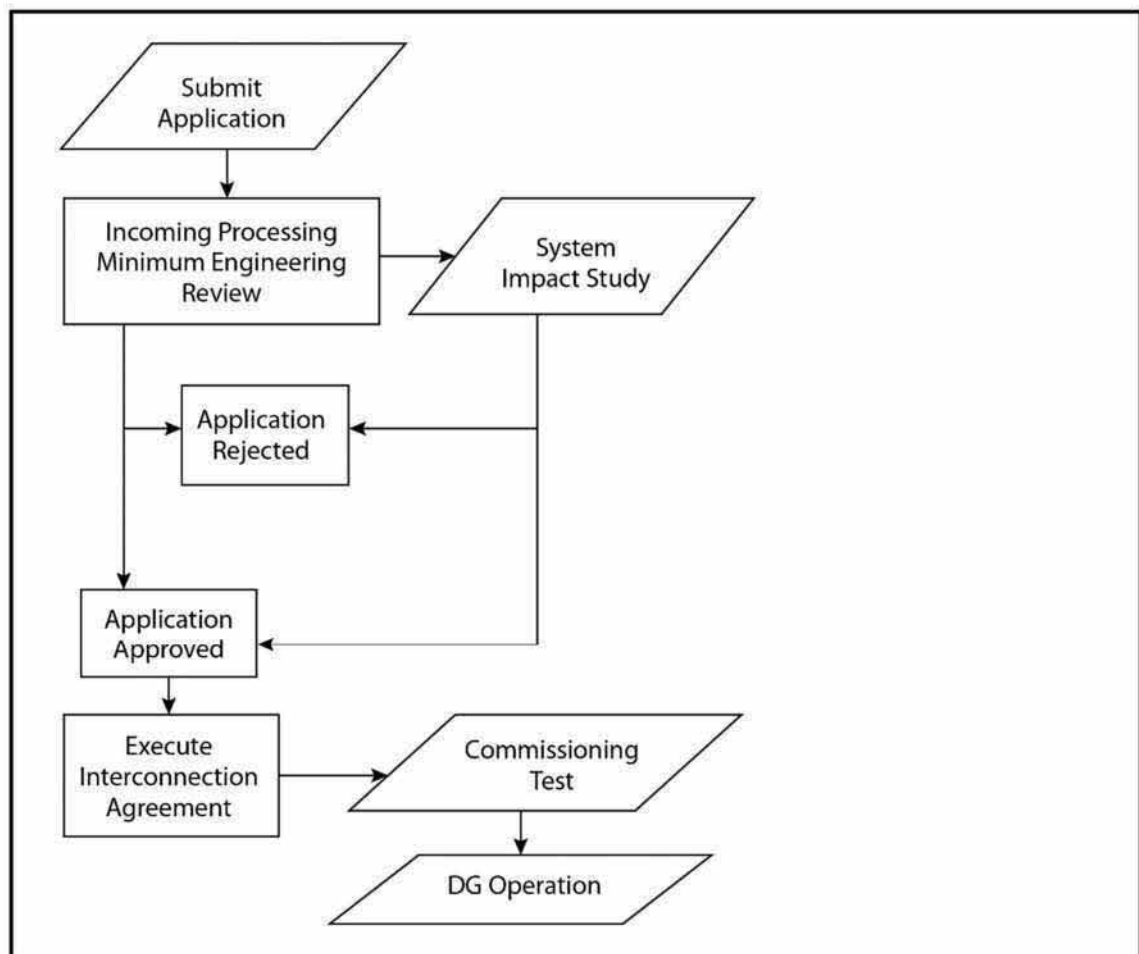 Submit
Application
Incoming Processing
Minimum Engineering
Review
System
Impact Study
Application
Rejected
Application
Approved
Execute
Interconnection
Agreement
Commissioning
Test
DG Operation